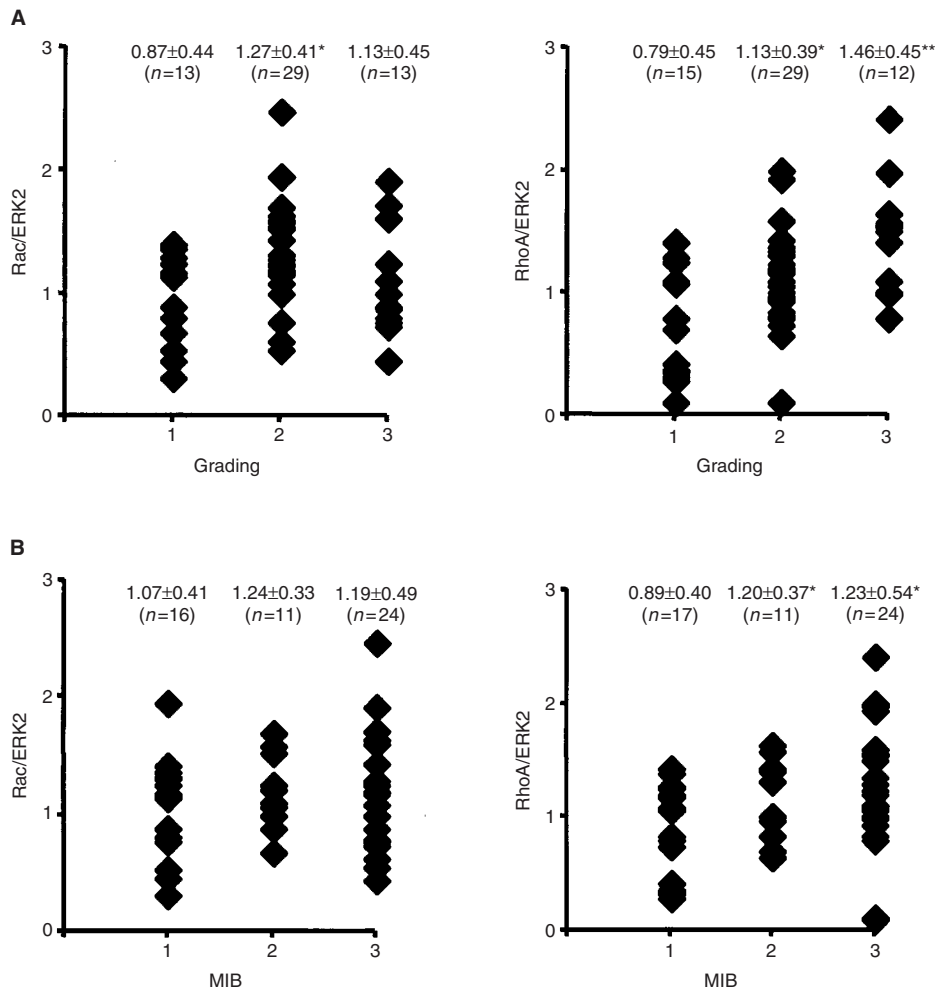 A
0.87±0.44 1.27±0.41* 1.13±0.45
(n=13) (n=29) (n=13)
3
2
1
0
Rac/ERK2
1 2 3
Grading
0.79±0.45 1.13±0.39* 1.46±0.45**
(n=15) (n=29) (n=12)
3
2
1
0
RhoA/ERK2
1 2 3
Grading
B
1.07±0.41 1.24±0.33 1.19±0.49
(n=16) (n=11) (n=24)
3
2
1
0
Rac/ERK2
1 2 3
MIB
0.89±0.40 1.20±0.37* 1.23±0.54*
(n=17) (n=11) (n=24)
3
2
1
0
RhoA/ERK2
1 2 3
MIB